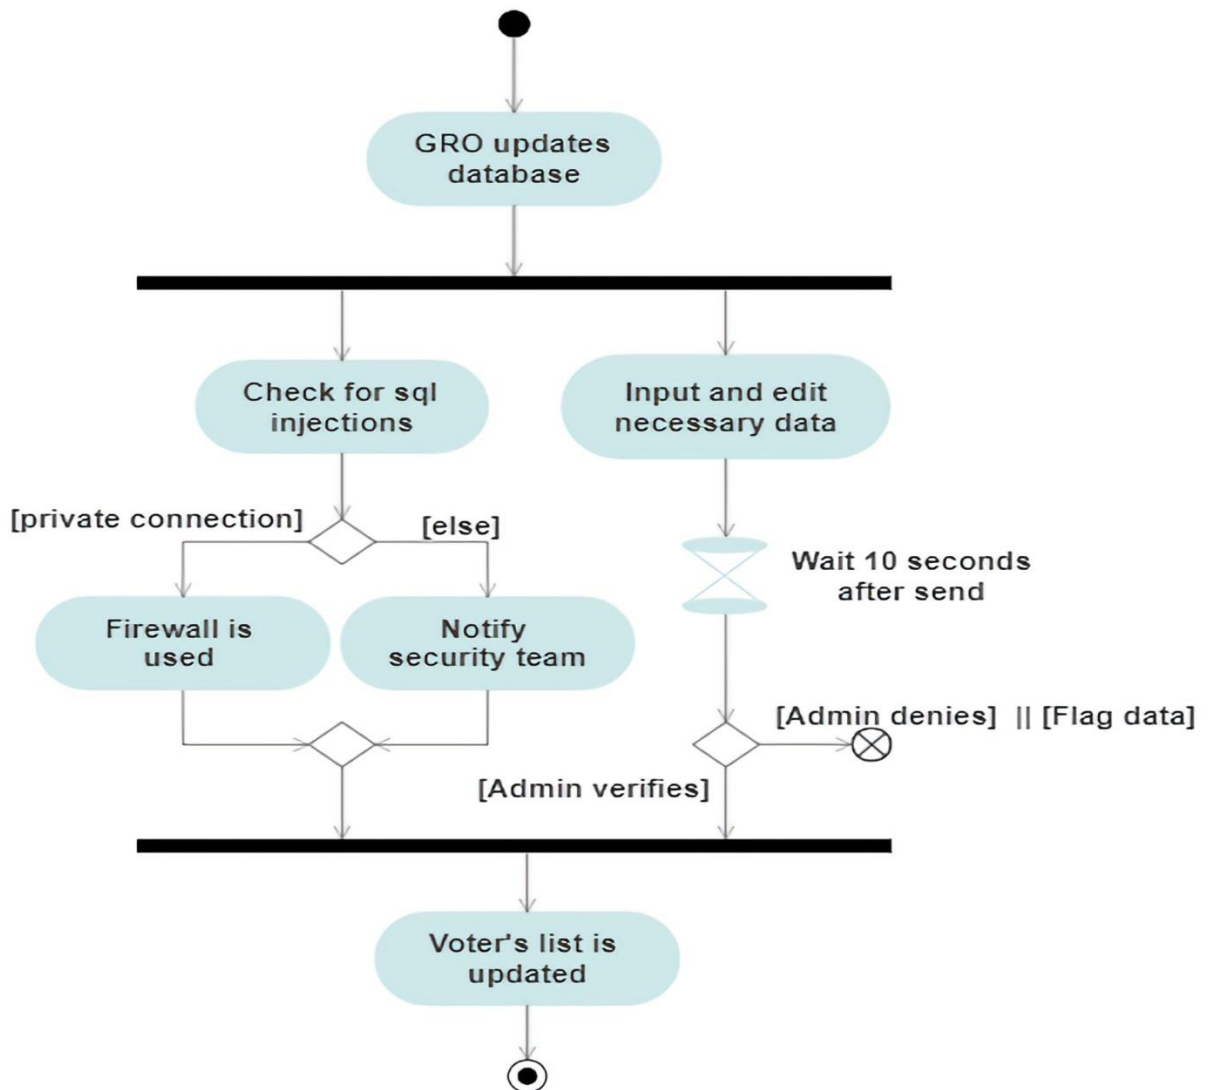 GRO updates
database
Check for sql
injections
Input and edit
necessary data
[private connection]
[else]
Wait 10 seconds
after send
Firewall is
used
Notify
security team
[Admin denies] || [Flag data]
[Admin verifies]
Voter's list is
updated